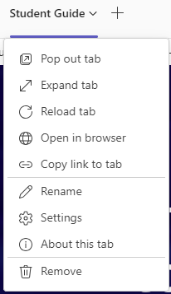 Student Guide
Pop out tab
Expand tab
Reload tab
Open in browser
Copy link to tab
Rename
Settings
About this tab
Remove